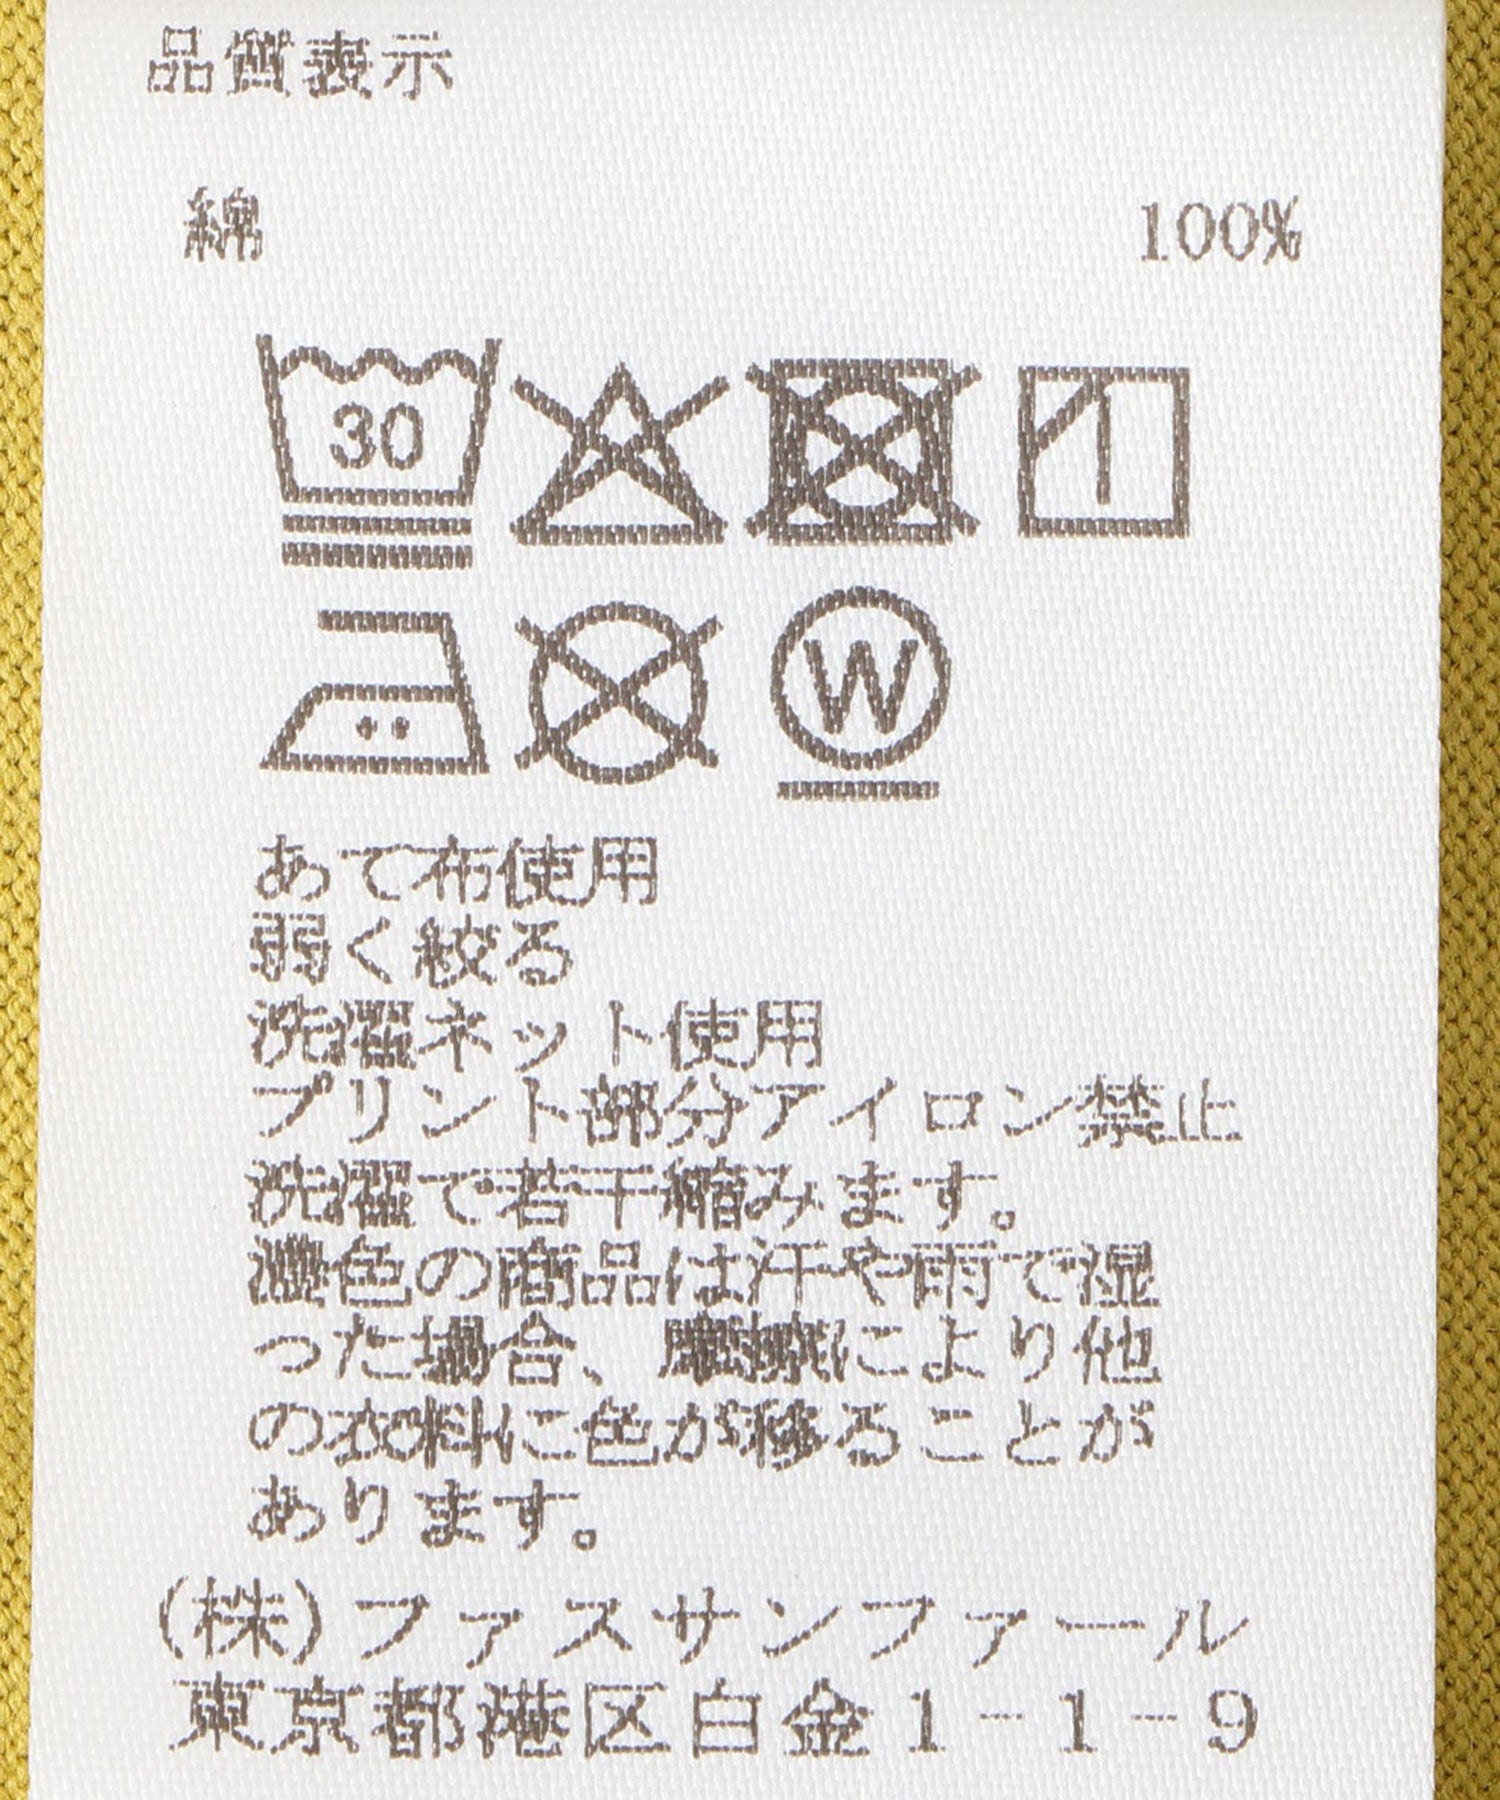 品質表示
綿 100%
30
W
あて布使用
弱く絞る
洗濯ネット使用
プリント部分アイロン禁止
洗濯で若干縮みます。
淡色の商品は汗や雨で湿
った場合、摩擦により他
の衣料に色が移ることが
あります。
(株)ファスサンファール
東京都港区白金1-1-9